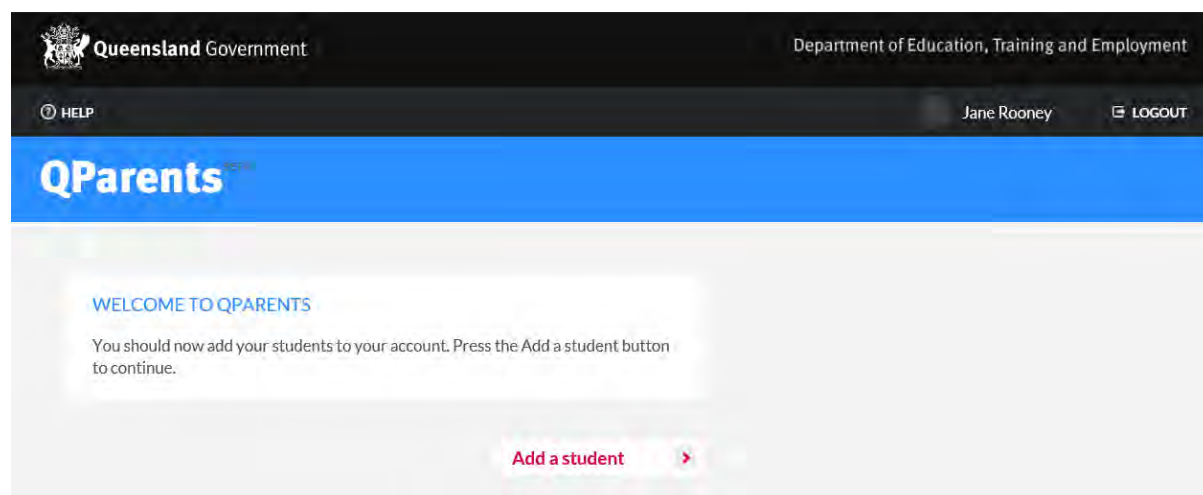 Queensland Government
Department of Education, Training and Employment
HELP
Jane Rooney
LOGOUT
QParents
WELCOME TO QPARENTS
You should now add your students to your account. Press the Add a student button
to continue.
Add a student